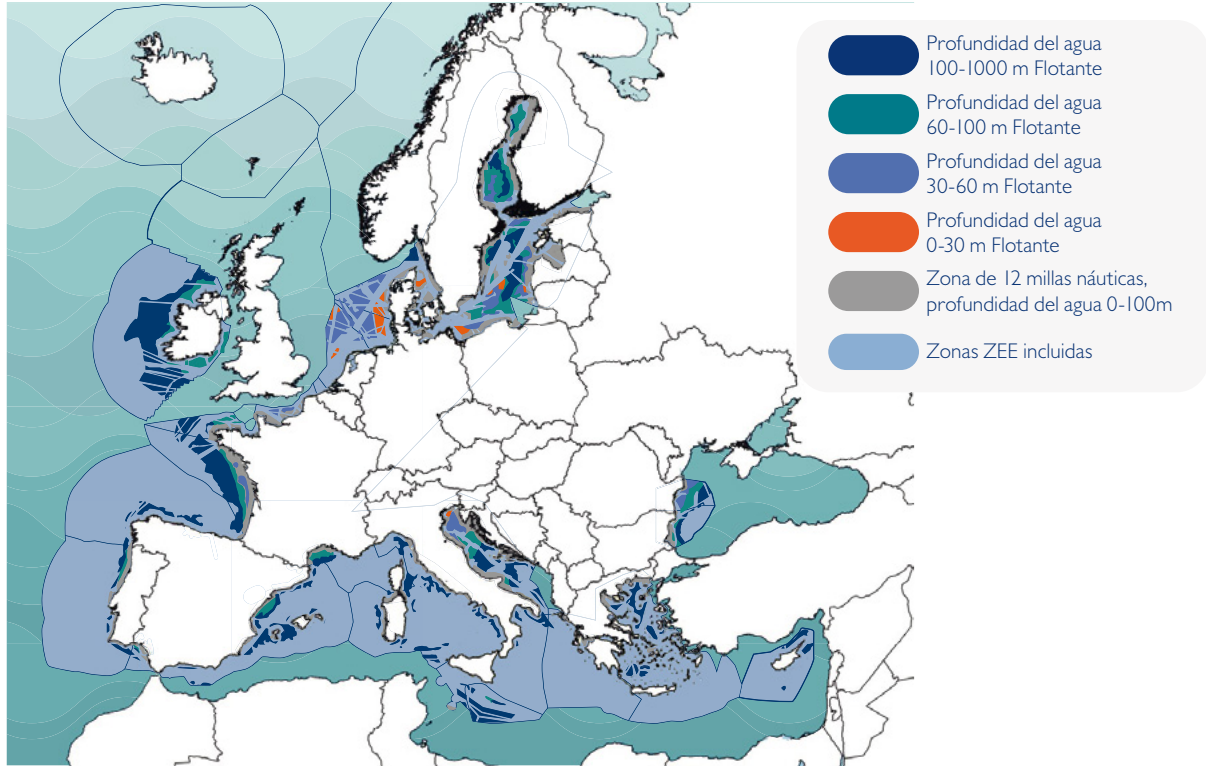 Profundidad del agua
100-1000 m Flotante
Profundidad del agua
60-100 m Flotante
Profundidad del agua
30-60 m Flotante
Profundidad del agua
0-30 m Flotante
Zona de 12 millas náuticas,
profundidad del agua 0-100m
Zonas ZEE incluidas